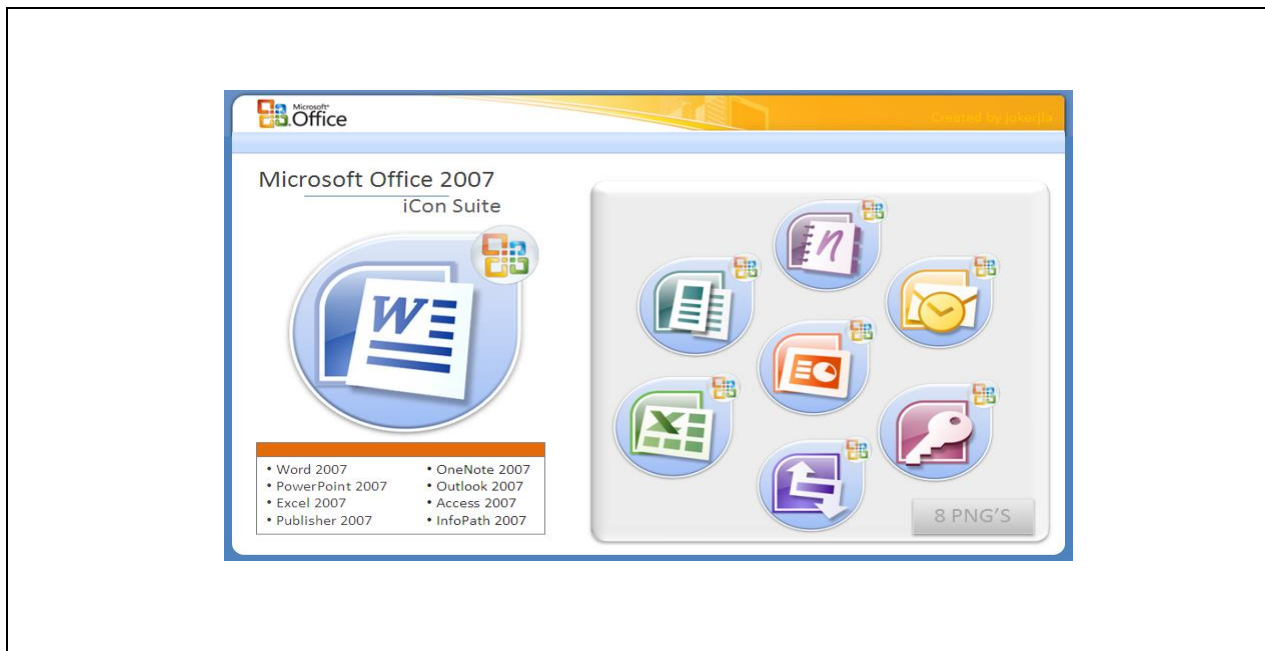 Microsoft®
Office
Created by jokerjla
Microsoft Office 2007
iCon Suite
W
n
X
• Word 2007
• PowerPoint 2007
• Excel 2007
• Publisher 2007
• OneNote 2007
• Outlook 2007
• Access 2007
• InfoPath 2007
8 PNG'S